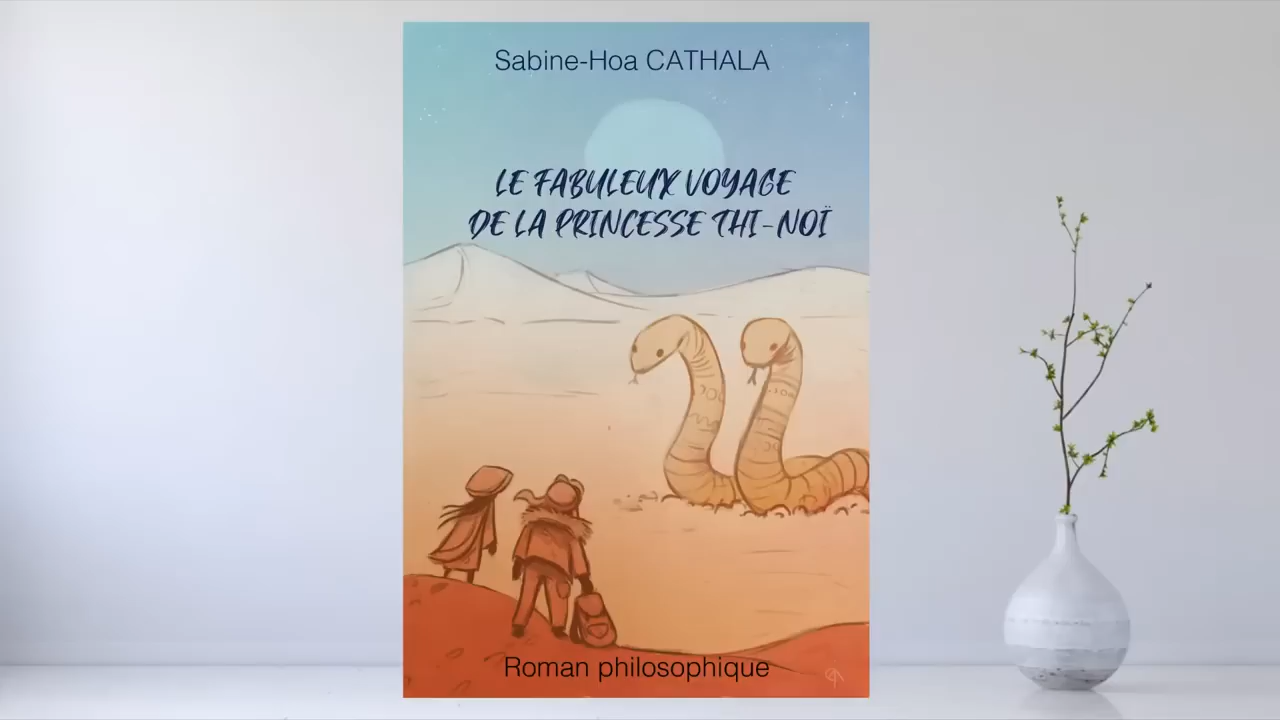 Sabine-Hoa CATHALA
LE FABULEUX VOYAGE
DE LA PRINCESSE THI-NOÏ
Roman philosophique